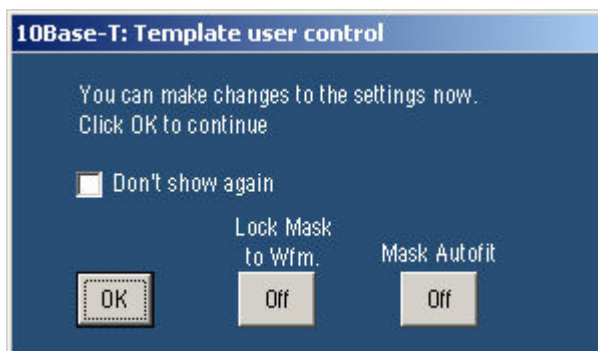 10Base-T: Template user control
You can make changes to the settings now.
Click OK to continue
Don't show again
Lock Mask
to Wfm.
Mask Autofit
OK
Off
Off